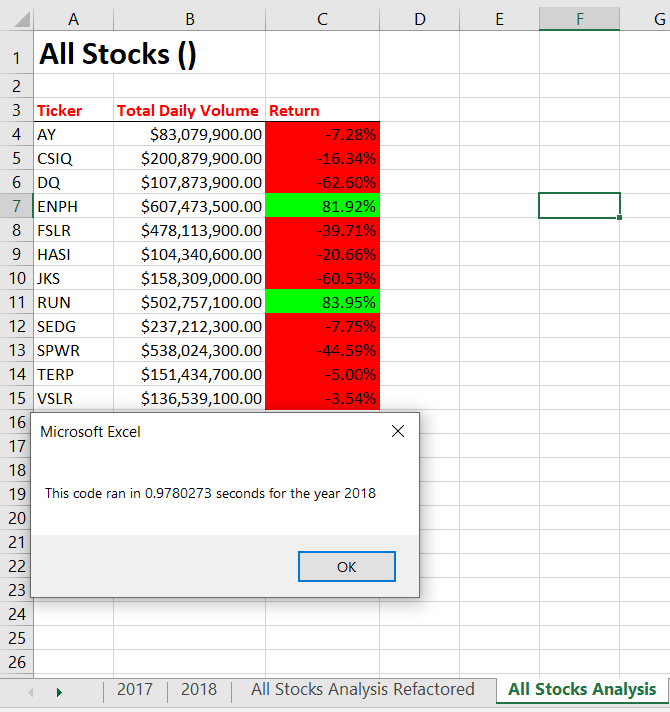 A B C D E F G
1 All Stocks ()
2
3 Ticker Total Daily Volume Return
4 AY $83,079,900.00 -7.28%
5 CSIQ $200,879,900.00 -16.34%
6 DQ $107,873,900.00 -62.60%
7 ENPH $607,473,500.00 81.92%
8 FSLR $478,113,900.00 -39.71%
9 HASI $104,340,600.00 -20.66%
10 JKS $158,309,000.00 -60.53%
11 RUN $502,757,100.00 83.95%
12 SEDG $237,212,300.00 -7.75%
13 SPWR $538,024,300.00 -44.59%
14 TERP $151,434,700.00 -5.00%
15 VSLR $136,539,100.00 -3.54%
16
Microsoft Excel
17
18
19
This code ran in 0.9780273 seconds for the year 2018
20
21
22
OK
23
24
25
26
2017 2018 All Stocks Analysis Refactored All Stocks Analysis